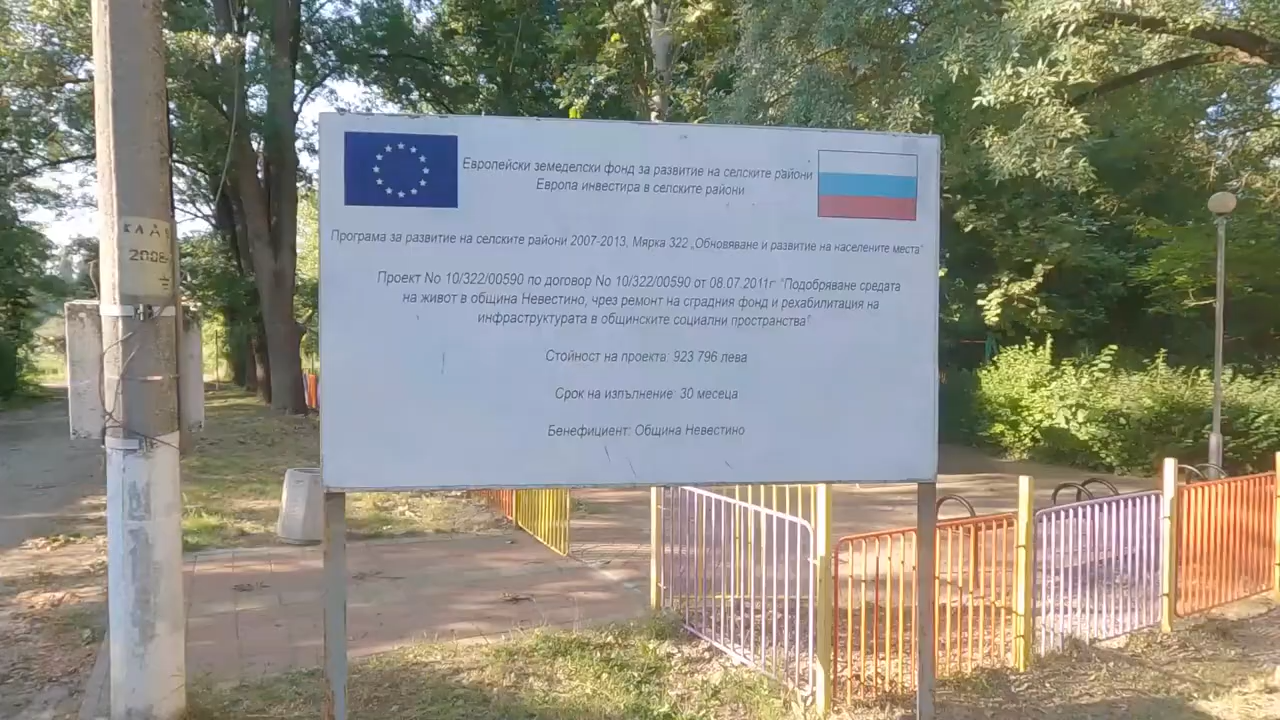 Европейски земеделски фонд за развитие на селските райони
Европа инвестира в селските райони
Програма за развитие на селските райони 2007-2013, Мярка 322 „Обновяване и развитие на населените места"
Проект No 10/322/00590 по договор No 10/322/00590 от 08.07.2011г. "Подобряване средата
на живот в община Невестино, чрез ремонт на сградния фонд и рехабилитация на
инфраструктурата в общинските социални пространства"
Стойност на проекта: 923 796 лева
Срок на изпълнение: 30 месеца
Бенефициент: Община Невестино
2008